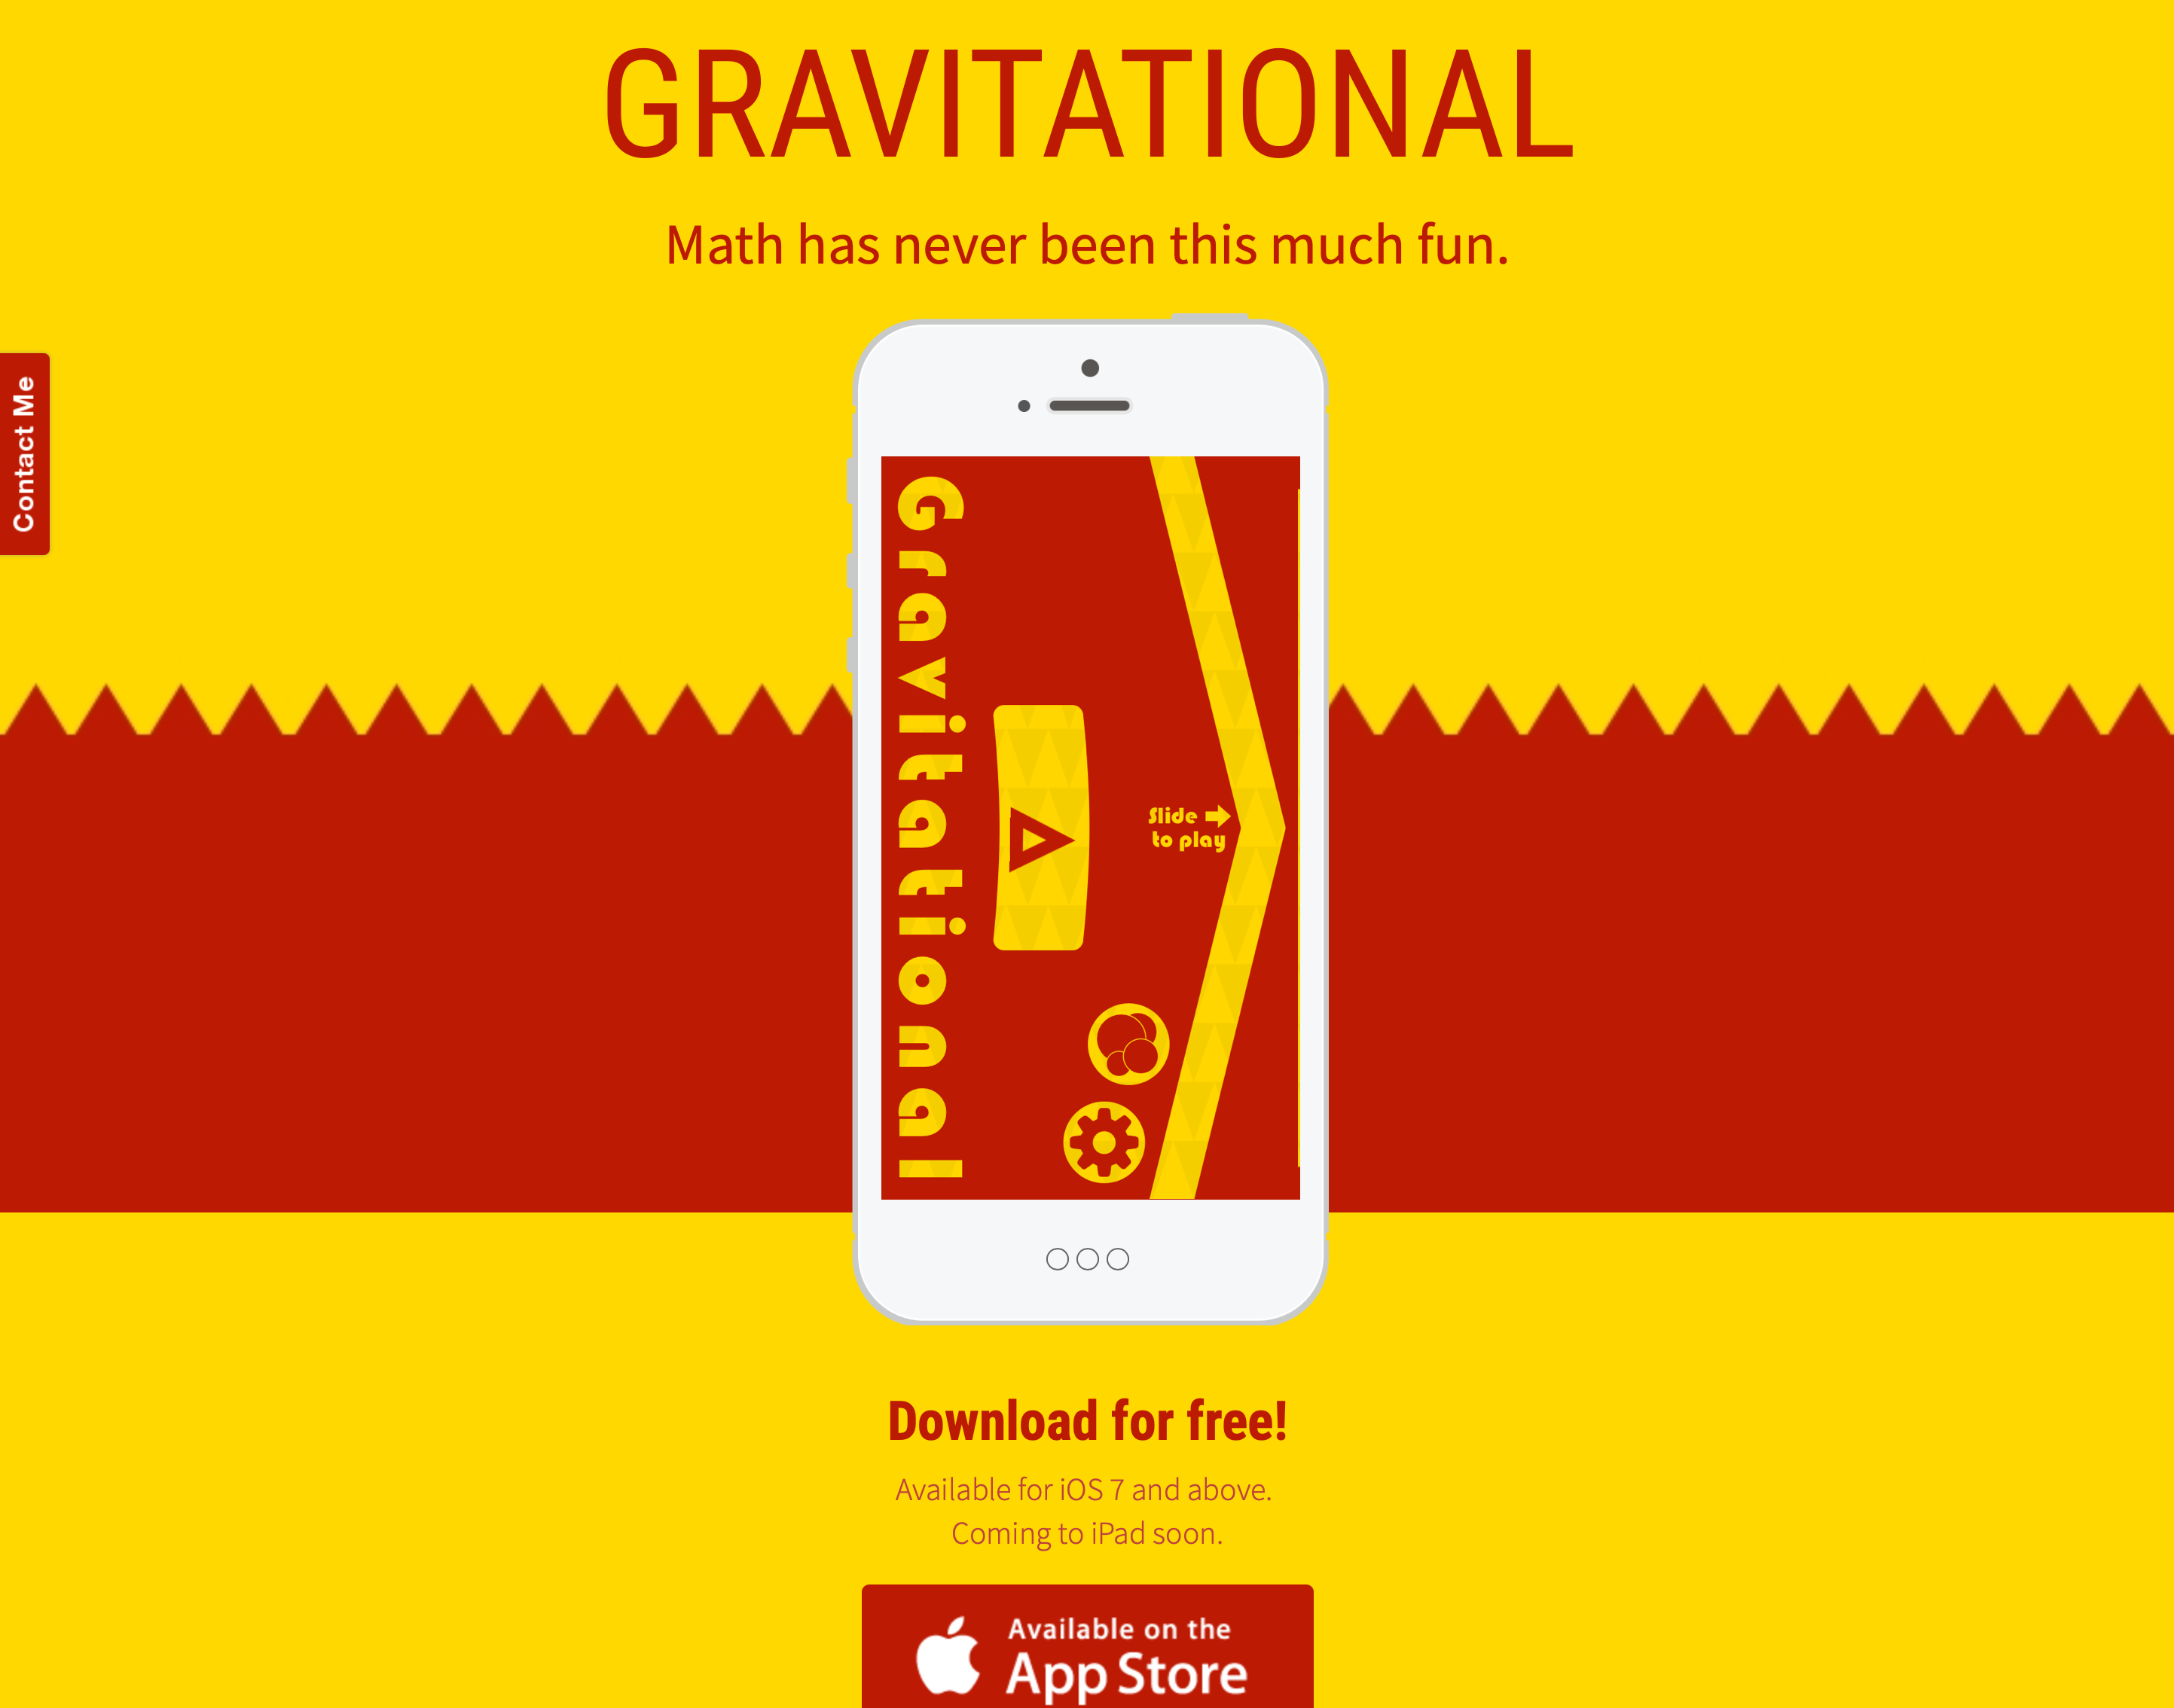 GRAVITATIONAL
Math has never been this much fun.
Contact Me
Gravitational
Slide
to play
Download for free!
Available for iOS 7 and above.
Coming to iPad soon.
Available on the
App Store